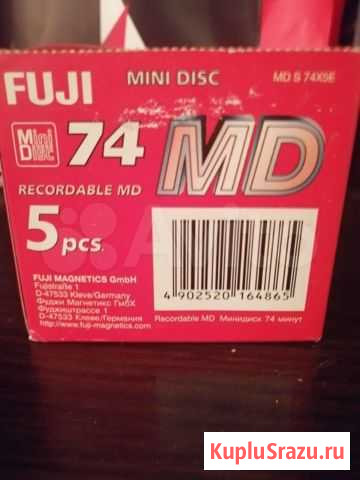 FUJI
MINI DISC
MD S 74X5E
Mini Disc
74
MD
RECORDABLE MD
5 pcs.
FUJI MAGNETICS GmbH
Fujistraße 1
D-47533 Kleve/Germany
Фуджи Магнетикс ГмбХ
Фуджиштрассе 1
D-47533 Клеве/Германия
www.fuji-magnetics.com
4 902520 164865
Recordable MD Минидиск 74 минут
KupluSrazu.ru